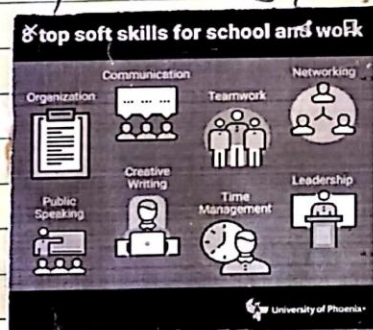 8 top soft skills for school and work
Communication
Networking
Organization
Teamwork
Creative
Writing
Leadership
Public
Speaking
Time
Management
University of Phoenix